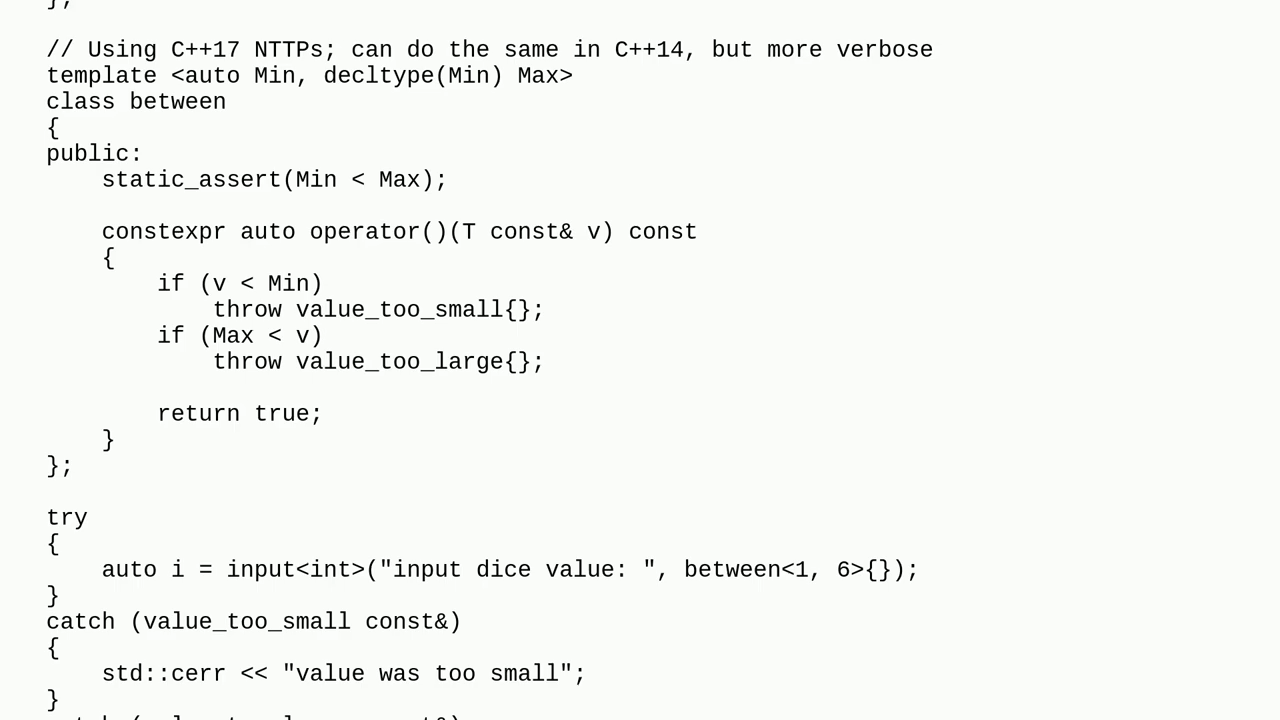 };
// Using C++17 NTTPs; can do the same in C++14, but more verbose
template <auto Min, decltype(Min) Max>
class between
{
public:
    static_assert(Min < Max);

    constexpr auto operator()(T const& v) const
    {
        if (v < Min)
            throw value_too_small{};
        if (Max < v)
            throw value_too_large{};

        return true;
    }
};

try
{
    auto i = input<int>("input dice value: ", between<1, 6>{});
}
catch (value_too_small const&)
{
    std::cerr << "value was too small";
}